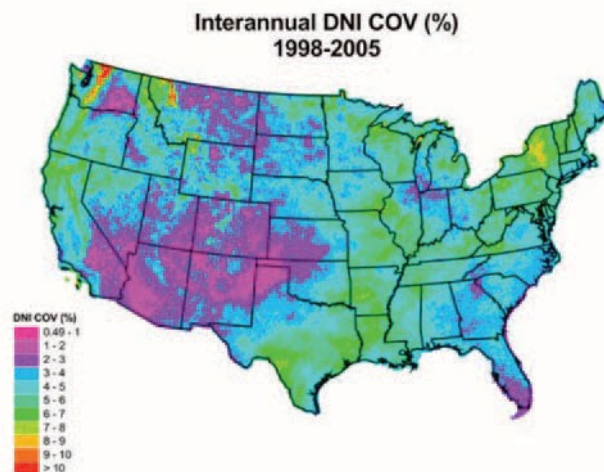 Interannual DNI COV (%)
1998-2005
DNI COV (%)
0.49 - 1
1 - 2
2 - 3
3 - 4
4 - 5
5 - 6
6 - 7
7 - 8
8 - 9
9 - 10
> 10